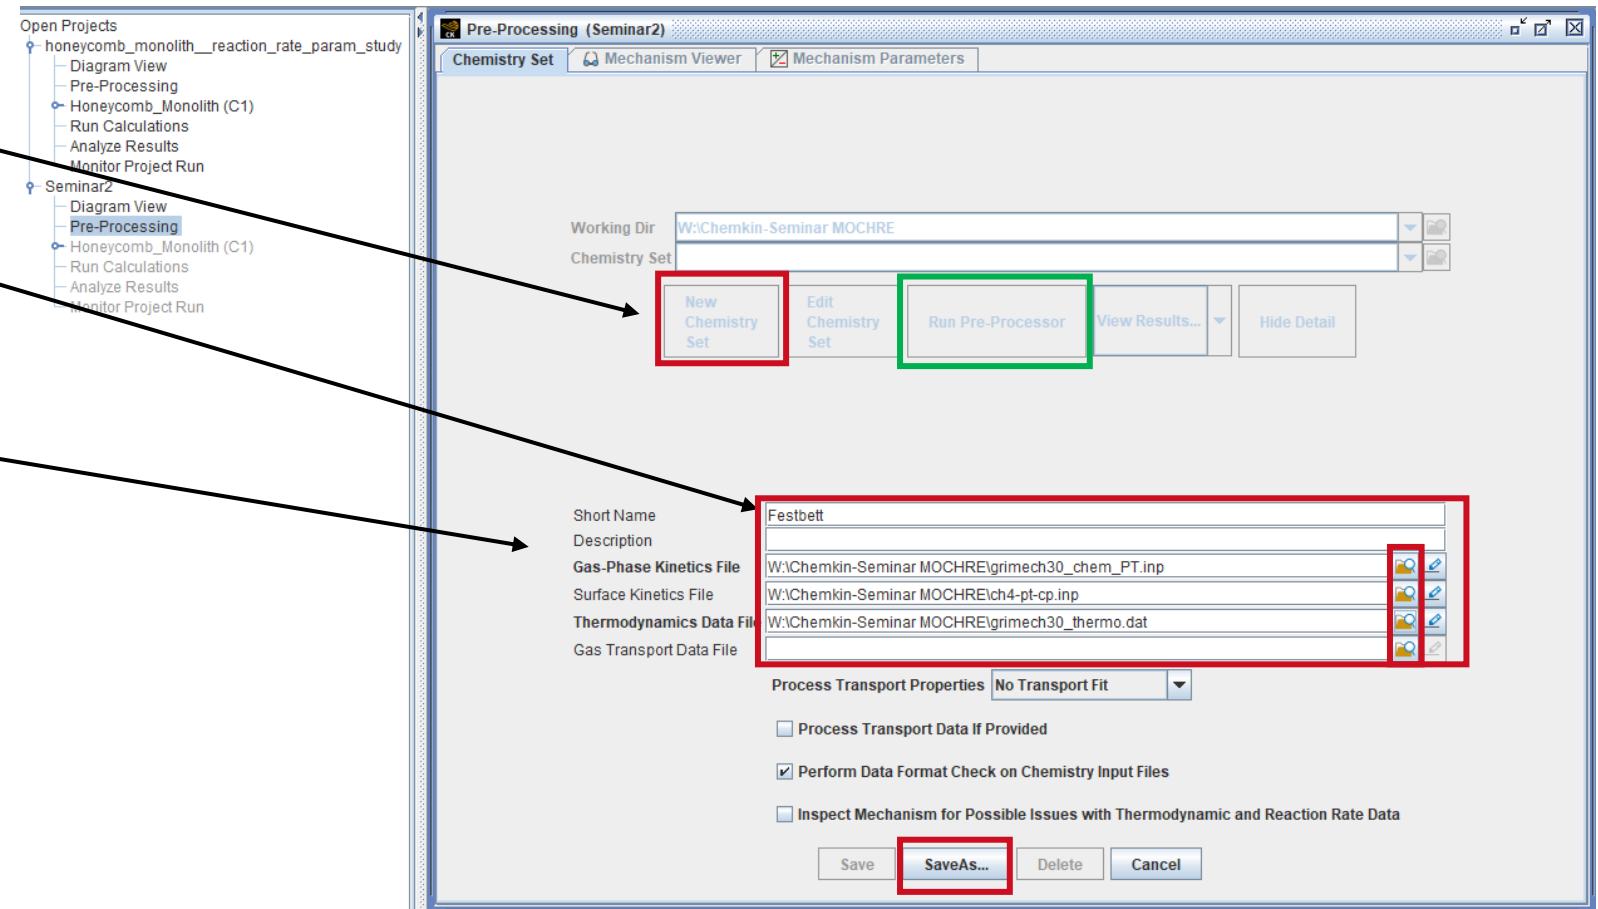 Open Projects
honeycomb_monolith__reaction_rate_param_study
Diagram View
Pre-Processing
Honeycomb_Monolith (C1)
Run Calculations
Analyze Results
Monitor Project Run
Seminar2
Diagram View
Pre-Processing
Honeycomb_Monolith (C1)
Run Calculations
Analyze Results
Monitor Project Run
CK Pre-Processing (Seminar2)
Chemistry Set Mechanism Viewer Mechanism Parameters
Working Dir W:\Chemkin-Seminar MOCHRE
Chemistry Set
New Chemistry Set
Edit Chemistry Set
Run Pre-Processor
View Results...
Hide Detail
Short Name Festbett
Description
Gas-Phase Kinetics File W:\Chemkin-Seminar MOCHRE\grimech30_chem_PT.inp
Surface Kinetics File W:\Chemkin-Seminar MOCHRE\ch4-pt-cp.inp
Thermodynamics Data File W:\Chemkin-Seminar MOCHRE\grimech30_thermo.dat
Gas Transport Data File
Process Transport Properties No Transport Fit
Process Transport Data If Provided
Perform Data Format Check on Chemistry Input Files
Inspect Mechanism for Possible Issues with Thermodynamic and Reaction Rate Data
Save SaveAs... Delete Cancel